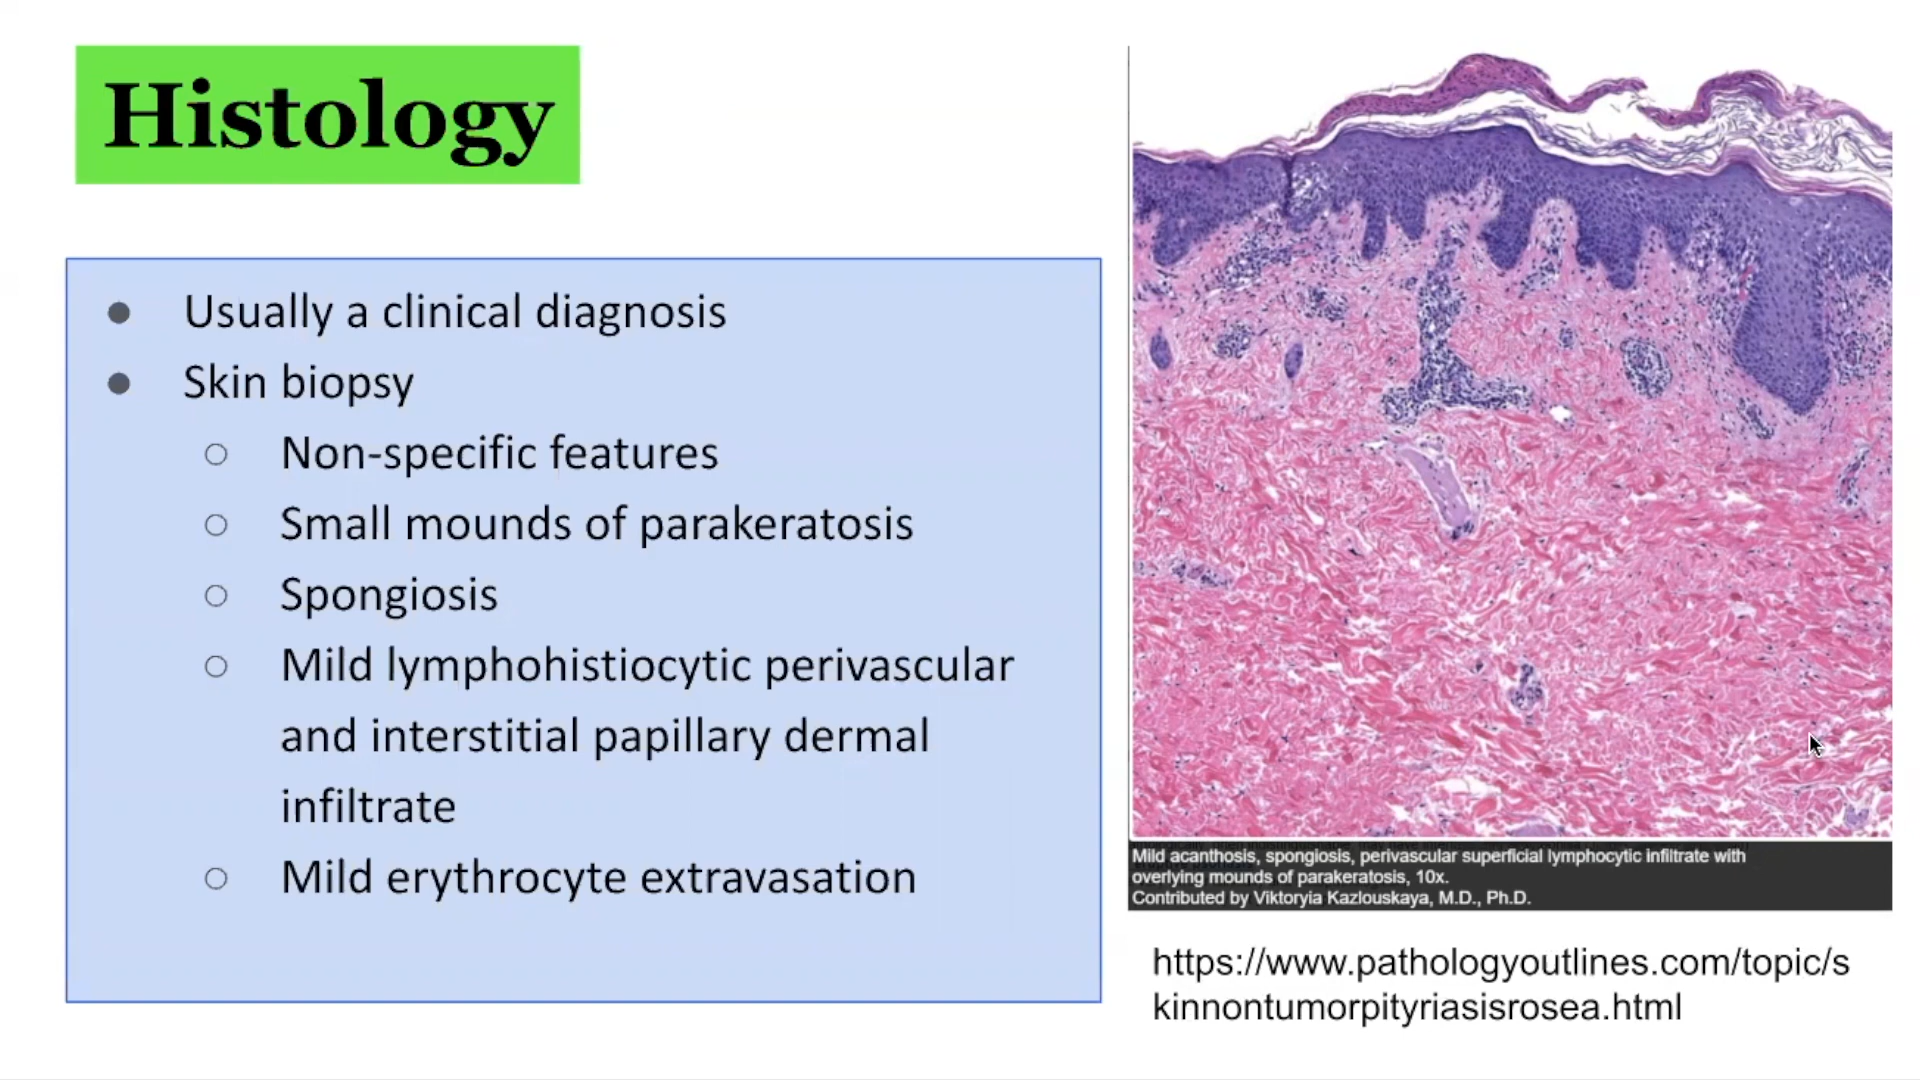 Histology
● Usually a clinical diagnosis
● Skin biopsy
○ Non-specific features
○ Small mounds of parakeratosis
○ Spongiosis
○ Mild lymphohistiocytic perivascular
and interstitial papillary dermal
infiltrate
○ Mild erythrocyte extravasation
Mild acanthosis, spongiosis, perivascular superficial lymphocytic infiltrate with
overlying mounds of parakeratosis, 10x.
Contributed by Viktoryia Kazlouskaya, M.D., Ph.D.
https://www.pathologyoutlines.com/topic/s
kinnontumorpityriasisrosea.html